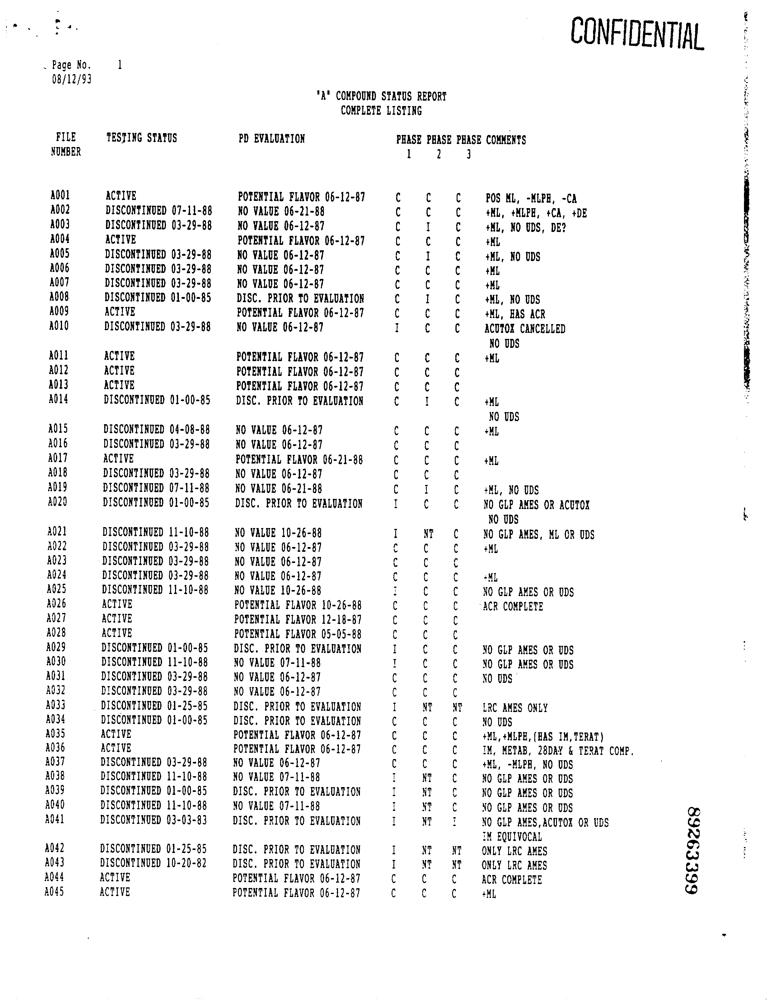 CONFIDENTIAL
Page No. 1
08/12/93
"A" COMPOUND STATUS REPORT
COMPLETE LISTING
FILE TESTING STATUS PD EVALUATION PHASE PHASE PHASE COMMENTS
NUMBER 1 2 3
A001 ACTIVE POTENTIAL FLAVOR 06-12-87 C C C POS ML, -MLPH, -CA
A002 DISCONTINUED 07-11-88 NO VALUE 06-21-88 C C C +ML, +MLPH, +CA, +DE
A003 DISCONTINUED 03-29-88 NO VALUE 06-12-87 C I C +ML, NO UDS, DE?
A004 ACTIVE POTENTIAL FLAVOR 06-12-87 C C C +ML
A005 DISCONTINUED 03-29-88 NO VALUE 06-12-87 C I C +ML, NO UDS
A006 DISCONTINUED 03-29-88 NO VALUE 06-12-87 C C C +ML
A007 DISCONTINUED 03-29-88 NO VALUE 06-12-87 C C C +ML
A008 DISCONTINUED 01-00-85 DISC. PRIOR TO EVALUATION C I C +ML, NO UDS
A009 ACTIVE POTENTIAL FLAVOR 06-12-87 C C C +ML, HAS ACR
A010 DISCONTINUED 03-29-88 NO VALUE 06-12-87 I C C ACUTOX CANCELLED
NO UDS
A011 ACTIVE POTENTIAL FLAVOR 06-12-87 C C C +ML
A012 ACTIVE POTENTIAL FLAVOR 06-12-87 C C C
A013 ACTIVE POTENTIAL FLAVOR 06-12-87 C C C
A014 DISCONTINUED 01-00-85 DISC. PRIOR TO EVALUATION C I C +ML
NO UDS
A015 DISCONTINUED 04-08-88 NO VALUE 06-12-87 C C C +ML
A016 DISCONTINUED 03-29-88 NO VALUE 06-12-87 C C C
A017 ACTIVE POTENTIAL FLAVOR 06-21-88 C C C +ML
A018 DISCONTINUED 03-29-88 NO VALUE 06-12-87 C C C
A019 DISCONTINUED 07-11-88 NO VALUE 06-21-88 C I C +ML, NO UDS
A020 DISCONTINUED 01-00-85 DISC. PRIOR TO EVALUATION I C C NO GLP AMES OR ACUTOX
NO UDS
A021 DISCONTINUED 11-10-88 NO VALUE 10-26-88 I NT C NO GLP AMES, ML OR UDS
A022 DISCONTINUED 03-29-88 NO VALUE 06-12-87 C C C +ML
A023 DISCONTINUED 03-29-88 NO VALUE 06-12-87 C C C
A024 DISCONTINUED 03-29-88 NO VALUE 06-12-87 C C C -ML
A025 DISCONTINUED 11-10-88 NO VALUE 10-26-88 I C C NO GLP AMES OR UDS
A026 ACTIVE POTENTIAL FLAVOR 10-26-88 C C C ACR COMPLETE
A027 ACTIVE POTENTIAL FLAVOR 12-18-87 C C C
A028 ACTIVE POTENTIAL FLAVOR 05-05-88 C C C
A029 DISCONTINUED 01-00-85 DISC. PRIOR TO EVALUATION I C C NO GLP AMES OR UDS
A030 DISCONTINUED 11-10-88 NO VALUE 07-11-88 I C C NO GLP AMES OR UDS
A031 DISCONTINUED 03-29-88 NO VALUE 06-12-87 C C C NO UDS
A032 DISCONTINUED 03-29-88 NO VALUE 06-12-87 C C C
A033 DISCONTINUED 01-25-85 DISC. PRIOR TO EVALUATION I NT NT LRC AMES ONLY
A034 DISCONTINUED 01-00-85 DISC. PRIOR TO EVALUATION C C C NO UDS
A035 ACTIVE POTENTIAL FLAVOR 06-12-87 C C C +ML,+MLPH,(HAS IM,TERAT)
A036 ACTIVE POTENTIAL FLAVOR 06-12-87 C C C IM, METAB, 28DAY & TERAT COMP.
A037 DISCONTINUED 03-29-88 NO VALUE 06-12-87 C C C +ML, -MLPH, NO UDS
A038 DISCONTINUED 11-10-88 NO VALUE 07-11-88 I NT C NO GLP AMES OR UDS
A039 DISCONTINUED 01-00-85 DISC. PRIOR TO EVALUATION I NT C NO GLP AMES OR UDS
A040 DISCONTINUED 11-10-88 NO VALUE 07-11-88 I NT C NO GLP AMES OR UDS
A041 DISCONTINUED 03-03-83 DISC. PRIOR TO EVALUATION I NT I NO GLP AMES,ACUTOX OR UDS
IM EQUIVOCAL
A042 DISCONTINUED 01-25-85 DISC. PRIOR TO EVALUATION I NT NT ONLY LRC AMES
A043 DISCONTINUED 10-20-82 DISC. PRIOR TO EVALUATION I NT NT ONLY LRC AMES
A044 ACTIVE POTENTIAL FLAVOR 06-12-87 C C C ACR COMPLETE
A045 ACTIVE POTENTIAL FLAVOR 06-12-87 C C C +ML
89263399